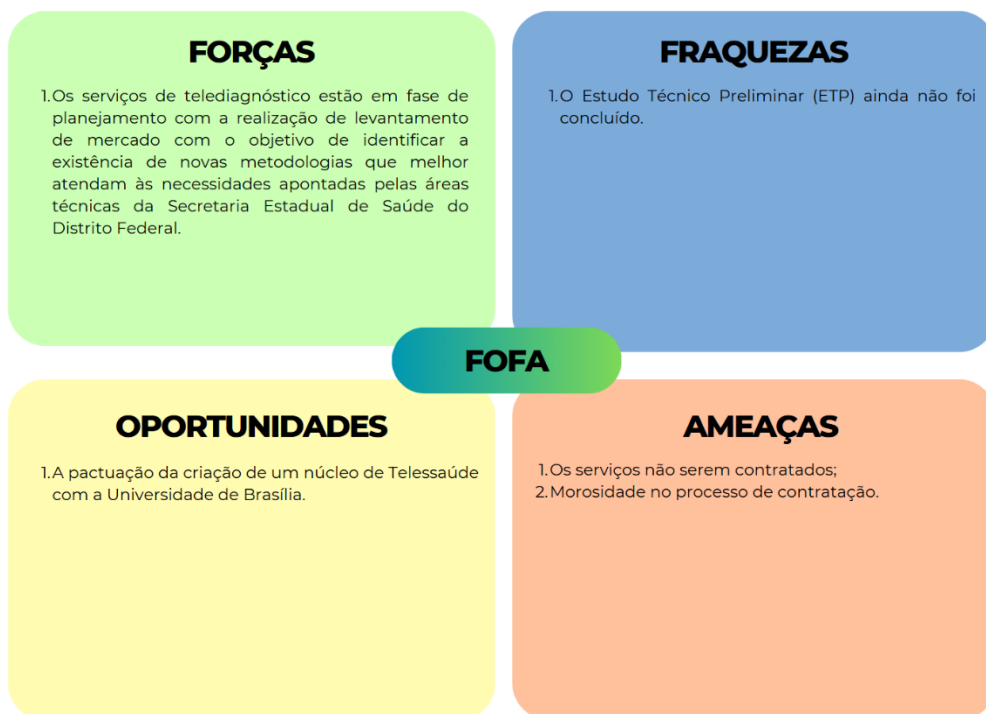 FORÇAS
1.Os serviços de telediagnóstico estão em fase de
planejamento com a realização de levantamento
de mercado com o objetivo de identificar a
existência de novas metodologias que melhor
atendam às necessidades apontadas pelas áreas
técnicas da Secretaria Estadual de Saúde do
Distrito Federal.
FRAQUEZAS
1.O Estudo Técnico Preliminar (ETP) ainda não foi
concluído.
FOFA
OPORTUNIDADES
1.A pactuação da criação de um núcleo de Telessaúde
com a Universidade de Brasília.
AMEAÇAS
1.Os serviços não serem contratados;
2.Morosidade no processo de contratação.